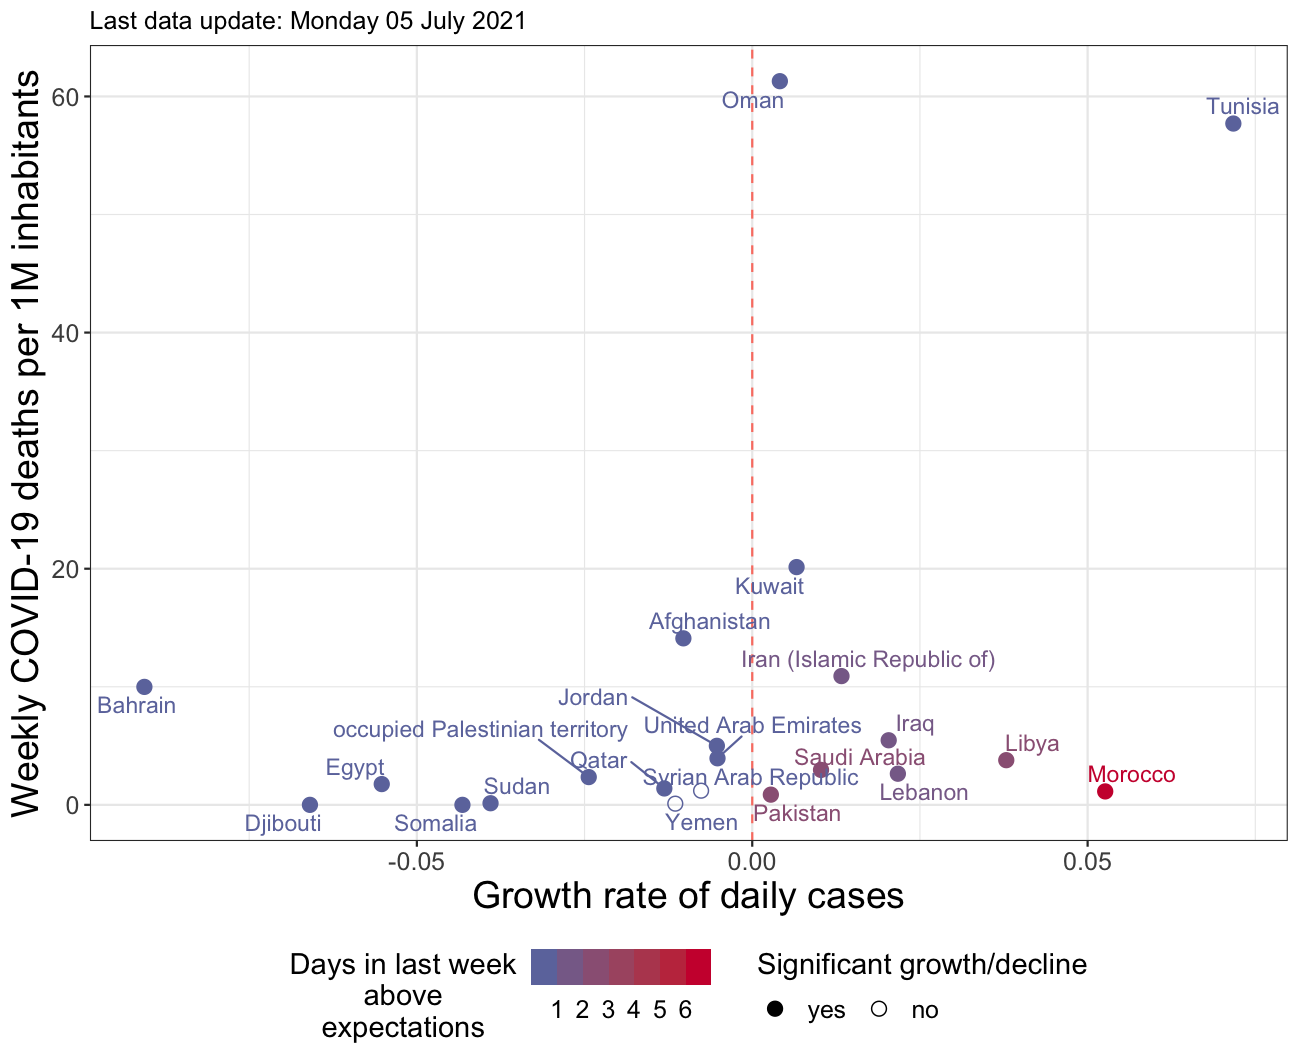 Last data update: Monday 05 July 2021
Weekly COVID-19 deaths per 1M inhabitants
60
40
20
0
Oman
Tunisia
Kuwait
Afghanistan
Iran (Islamic Republic of)
Bahrain
Jordan
United Arab Emirates
Iraq
occupied Palestinian territory
Libya
Qatar
Saudi Arabia
Egypt
Syrian Arab Republic
Morocco
Sudan
Lebanon
Djibouti
Somalia
Yemen
Pakistan
-0.05 0.00 0.05
Growth rate of daily cases
Days in last week
above
expectations
1 2 3 4 5 6
Significant growth/decline
yes no